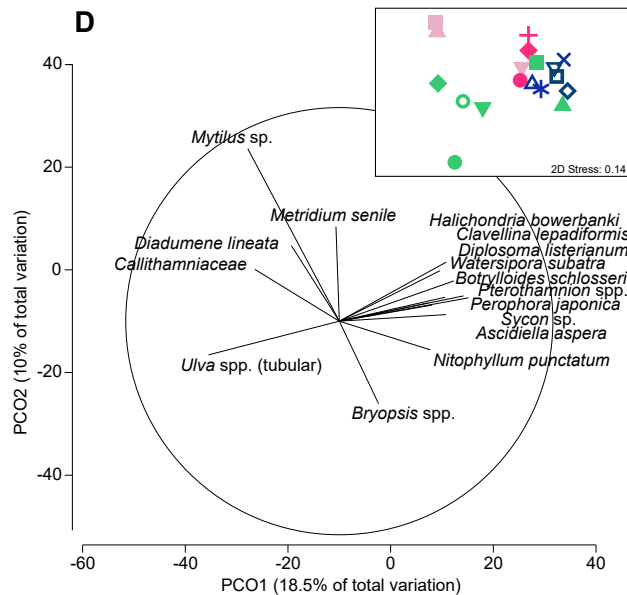 D
2D Stress: 0.14
40
20
0
-20
-40
PCO2 (10% of total variation)
Mytilus sp.
Metridium senile
Diadumene lineata
Callithamniaceae
Halichondria bowerbanki
Clavellina lepadiformis
Diplosoma listerianum
Watersipora subatra
Botrylloides schlosseri
Pterothamnion spp.
Perophora japonica
Sycon sp.
Ascidiella aspera
Nitophyllum punctatum
Ulva spp. (tubular)
Bryopsis spp.
-60 -40 -20 0 20 40
PCO1 (18.5% of total variation)